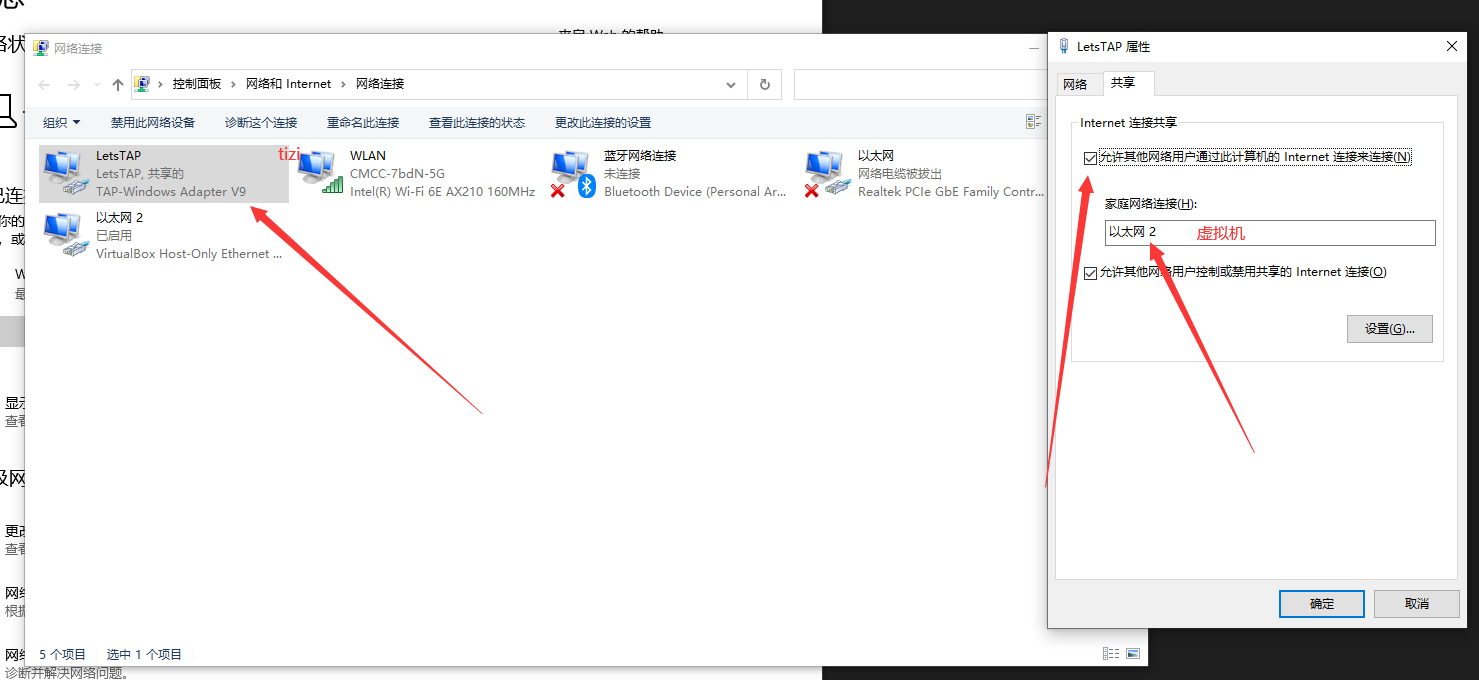 来自 Web 的帮助
网络连接
控制面板 > 网络和 Internet > 网络连接
组织 禁用此网络设备 诊断这个连接 重命名此连接 查看此连接的状态 更改此连接的设置
LetsTAP
LetsTAP, 共享的
TAP-Windows Adapter V9
tizi
WLAN
CMCC-7bdN-5G
Intel(R) Wi-Fi 6E AX210 160MHz
蓝牙网络连接
未连接
Bluetooth Device (Personal Ar...
以太网
网络电缆被拔出
Realtek PCIe GbE Family Contr...
以太网 2
已启用
VirtualBox Host-Only Ethernet ...
5 个项目 选中 1 个项目
诊断并解决网络问题。
LetsTAP 属性
网络 共享
Internet 连接共享
允许其他网络用户通过此计算机的 Internet 连接来连接(N)
家庭网络连接(H):
以太网 2 虚拟机
允许其他网络用户控制或禁用共享的 Internet 连接(O)
设置(G)...
确定 取消